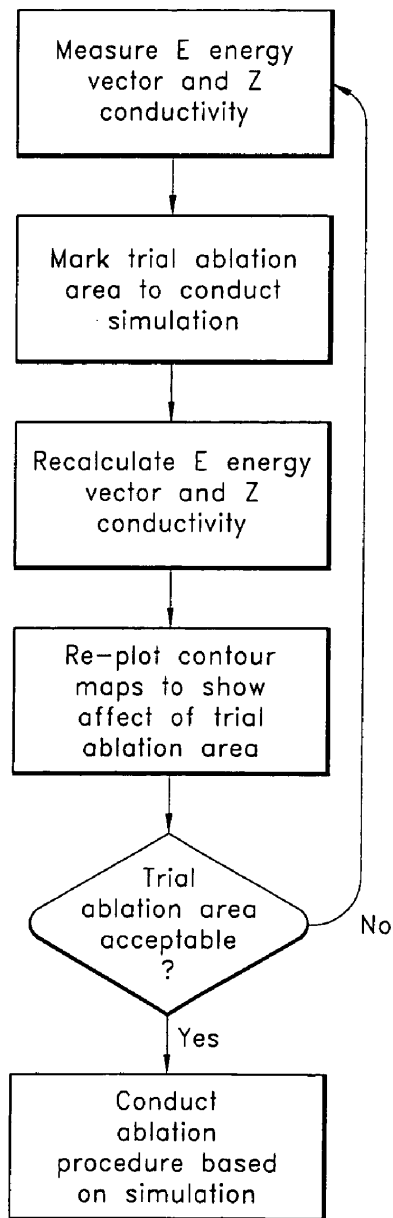 Measure E energy
vector and Z
conductivity
Mark trial ablation
area to conduct
simulation
Recalculate E energy
vector and Z
conductivity
Re-plot contour
maps to show
affect of trial
ablation area
Trial
ablation area
acceptable
?
No
Yes
Conduct
ablation
procedure based
on simulation